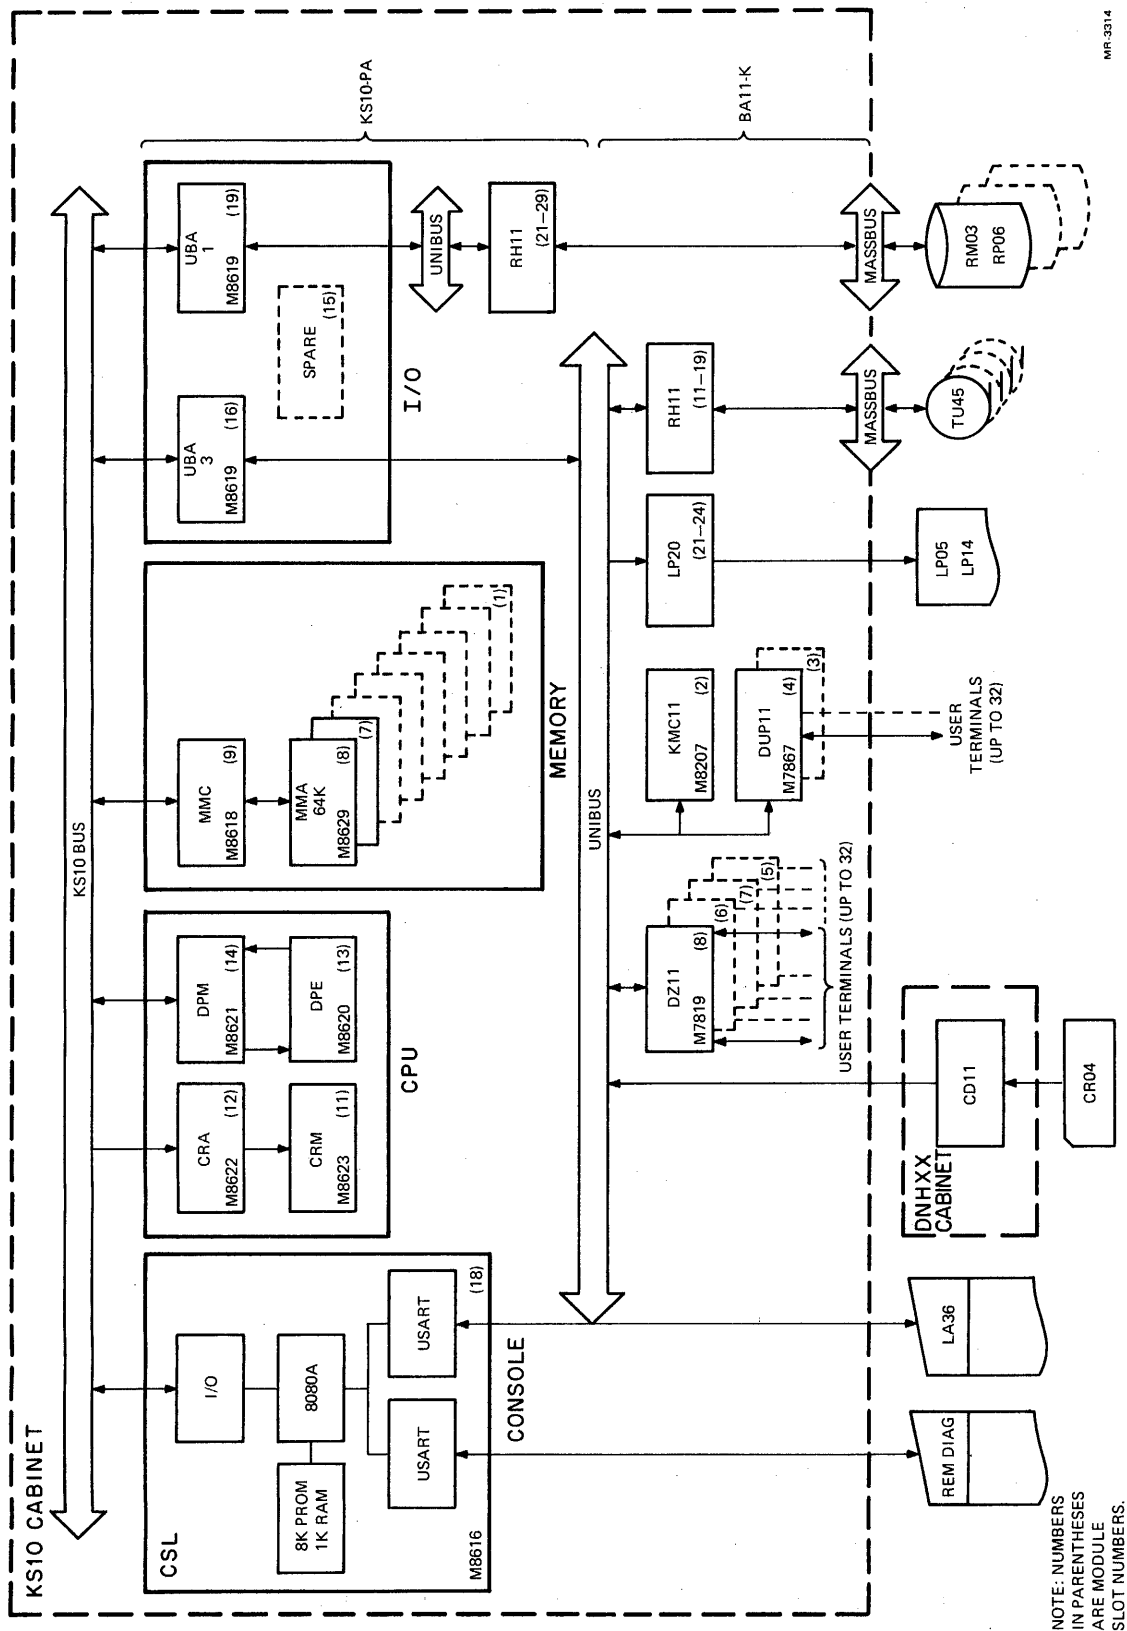 KS10 CABINET
KS10 BUS
CSL
I/O
8080A
8K PROM
1K RAM
USART
USART
(18)
M8616
CONSOLE
CRA
(12)
M8622
CRM
(11)
M8623
DPM
(14)
M8621
DPE
(13)
M8620
CPU
MMC
(9)
M8618
MMA
64K
(8)
M8629
(7)
(1)
MEMORY
UBA
3
(16)
M8619
UBA
1
(19)
M8619
SPARE
(15)
I/O
KS10-PA
UNIBUS
RH11
(21–29)
UNIBUS
BA11-K
DZ11
(8)
M7819
(6)
(7)
(5)
USER TERMINALS (UP TO 32)
KMC11
(2)
M8207
DUP11
(4)
M7867
(3)
USER
TERMINALS
(UP TO 32)
LP20
(21–24)
RH11
(11–19)
MASSBUS
MASSBUS
REM DIAG
LA36
DNHXX
CABINET
CD11
CR04
LP05
LP14
TU45
RM03
RP06
NOTE: NUMBERS
IN PARENTHESES
ARE MODULE
SLOT NUMBERS.
MR-3314